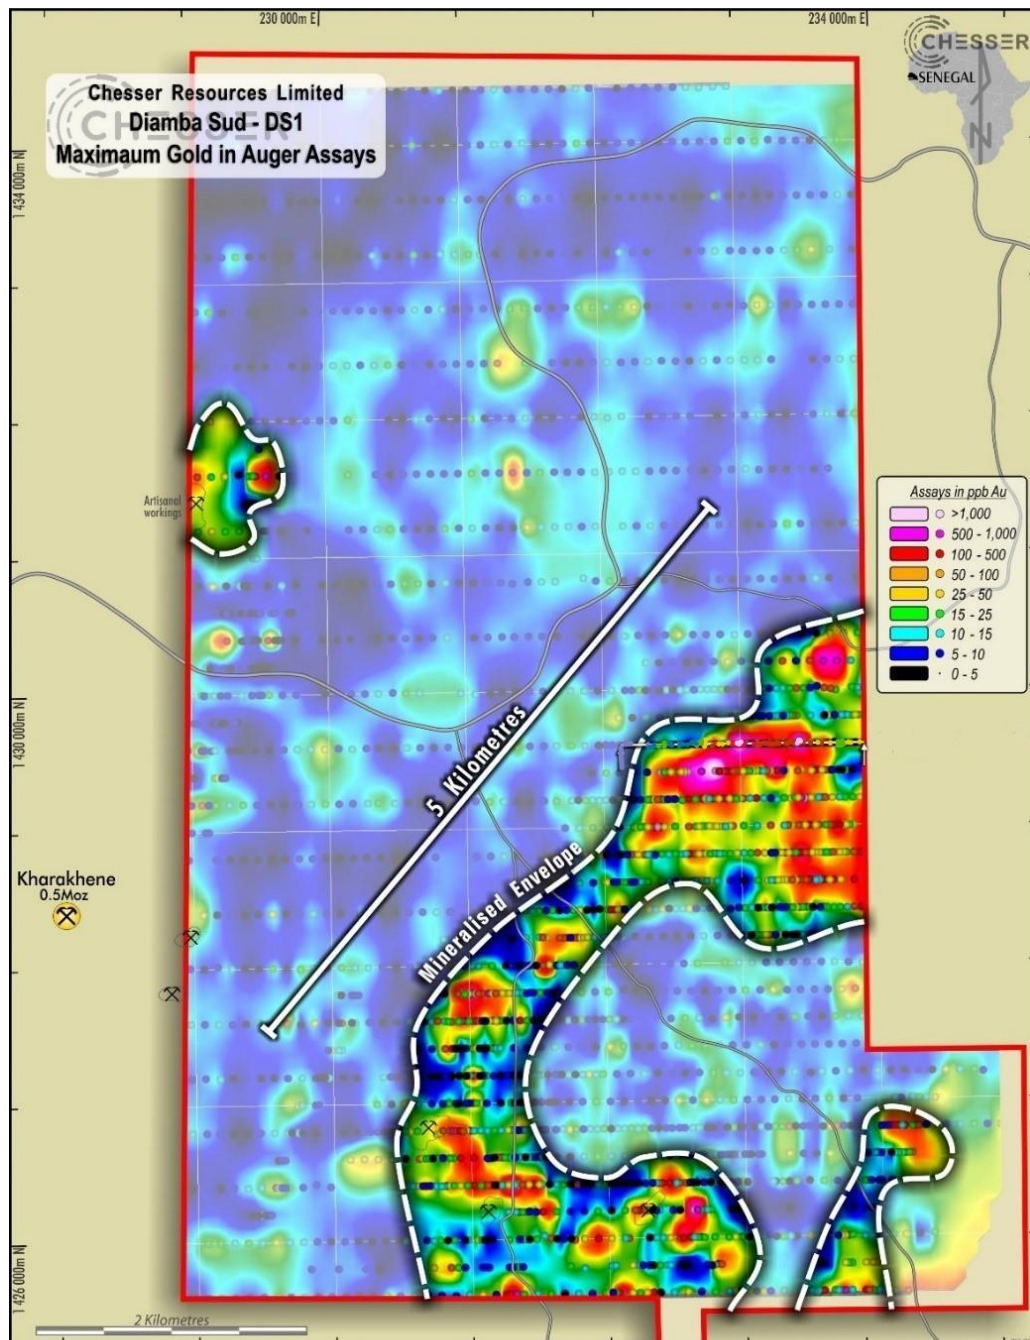 230 000m E
234 000m E
CHESSER
SENEGAL
N
CHESSER
Chesser Resources Limited
Diamba Sud - DS1
Maximaum Gold in Auger Assays
1 434 000m N
Artisanal
workings
Assays in ppb Au
>1,000
500 - 1,000
100 - 500
50 - 100
25 - 50
15 - 25
10 - 15
5 - 10
0 - 5
1 430 000m N
5 Kilometres
Mineralised Envelope
Kharakhene
0.5Moz
1 426 000m N
2 Kilometres